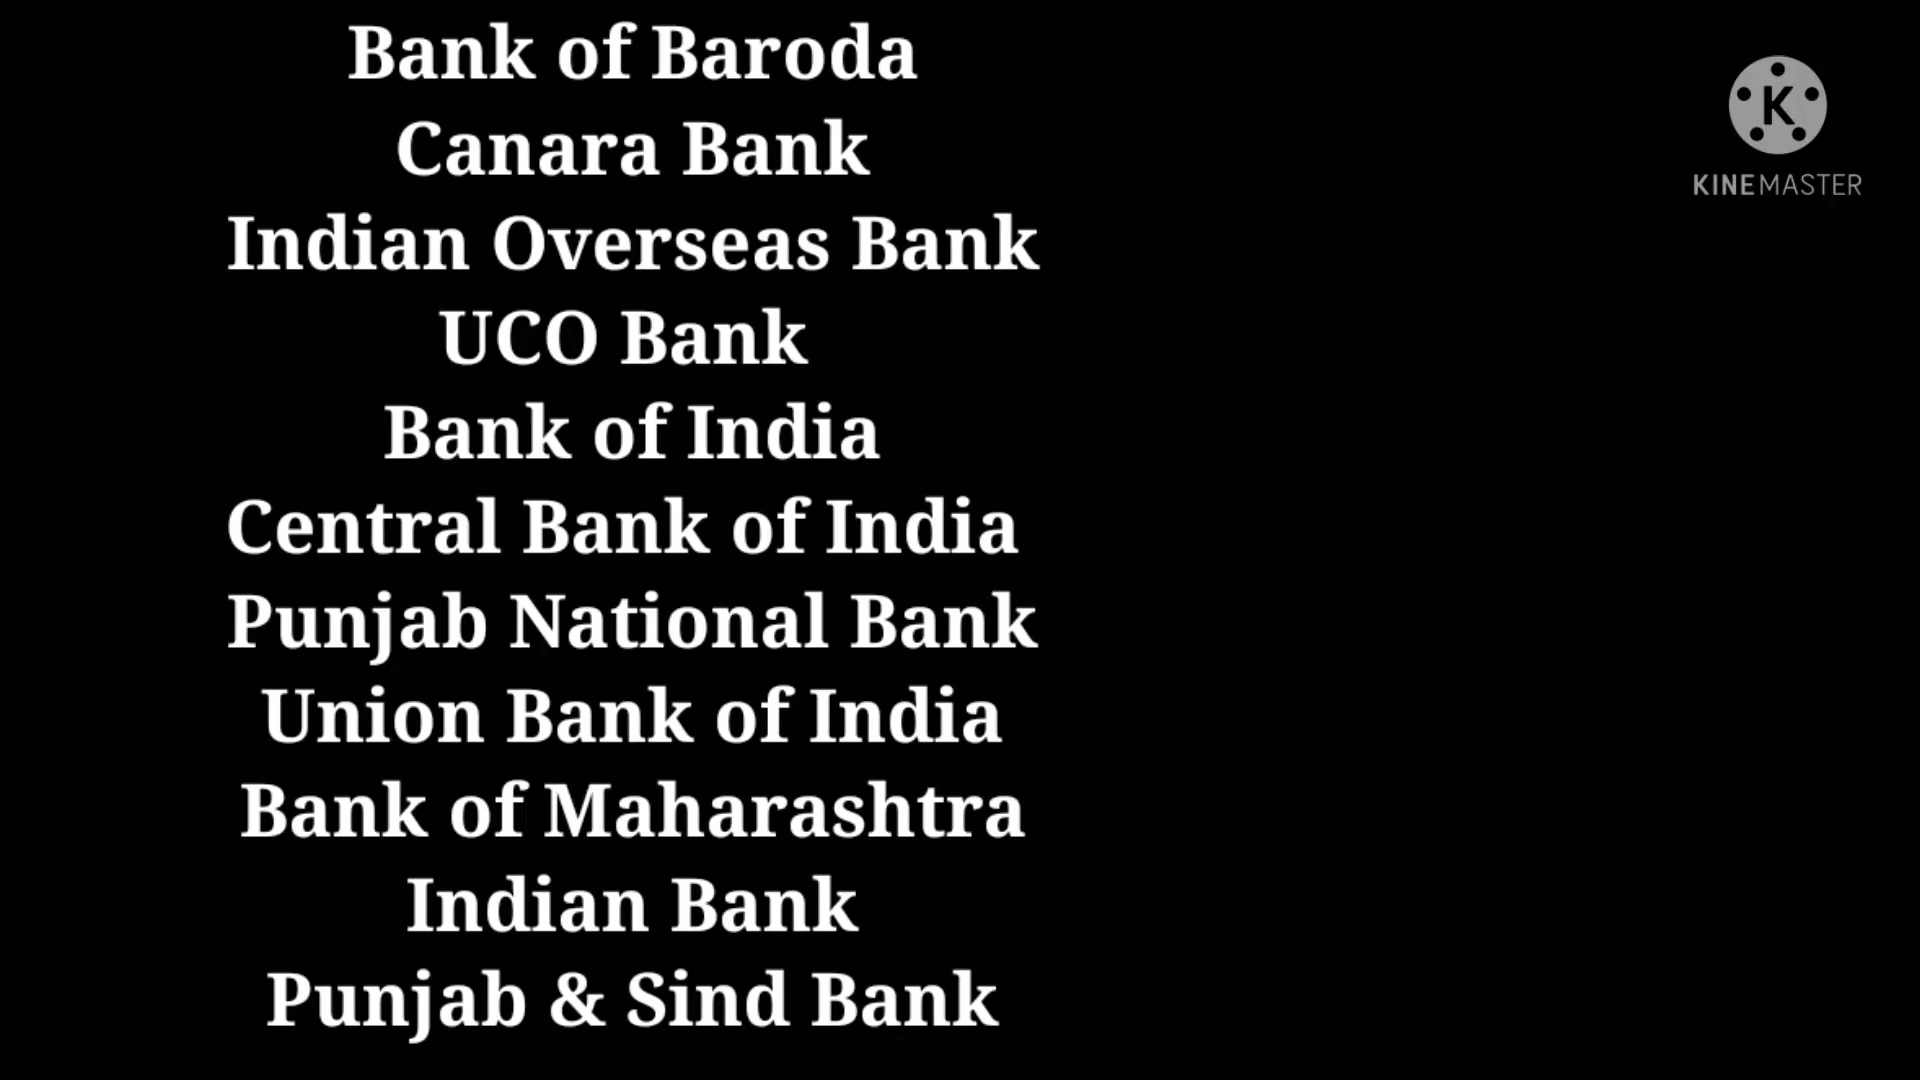 Bank of Baroda
Canara Bank
Indian Overseas Bank
UCO Bank
Bank of India
Central Bank of India
Punjab National Bank
Union Bank of India
Bank of Maharashtra
Indian Bank
Punjab & Sind Bank
K
KINEMASTER